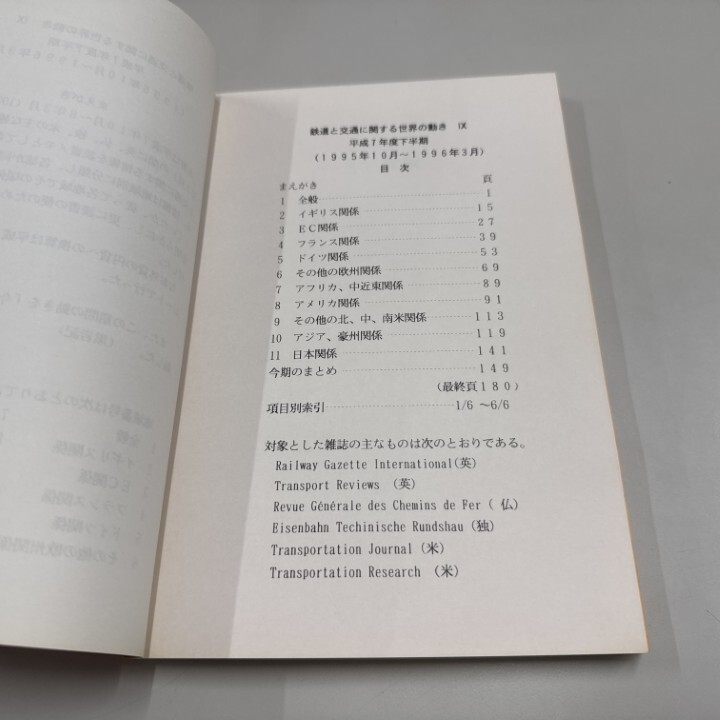 鉄道と交通に関する世界の動き Ⅸ
平成7年度下半期
(1995年10月～1996年3月)
目 次
まえがき 頁
1 全般 1
2 イギリス関係 15
3 EC関係 27
4 フランス関係 39
5 ドイツ関係 53
6 その他の欧州関係 69
7 アフリカ、中近東関係 89
8 アメリカ関係 91
9 その他の北、中、南米関係 113
10 アジア、豪州関係 119
11 日本関係 141
今期のまとめ 149
(最終頁180)
項目別索引 1/6 ～6/6
対象とした雑誌の主なものは次のとおりである。
Railway Gazette International(英)
Transport Reviews (英)
Revue Générale des Chemins de Fer ( 仏)
Eisenbahn Techinische Rundshau (独)
Transportation Journal (米)
Transportation Research (米)